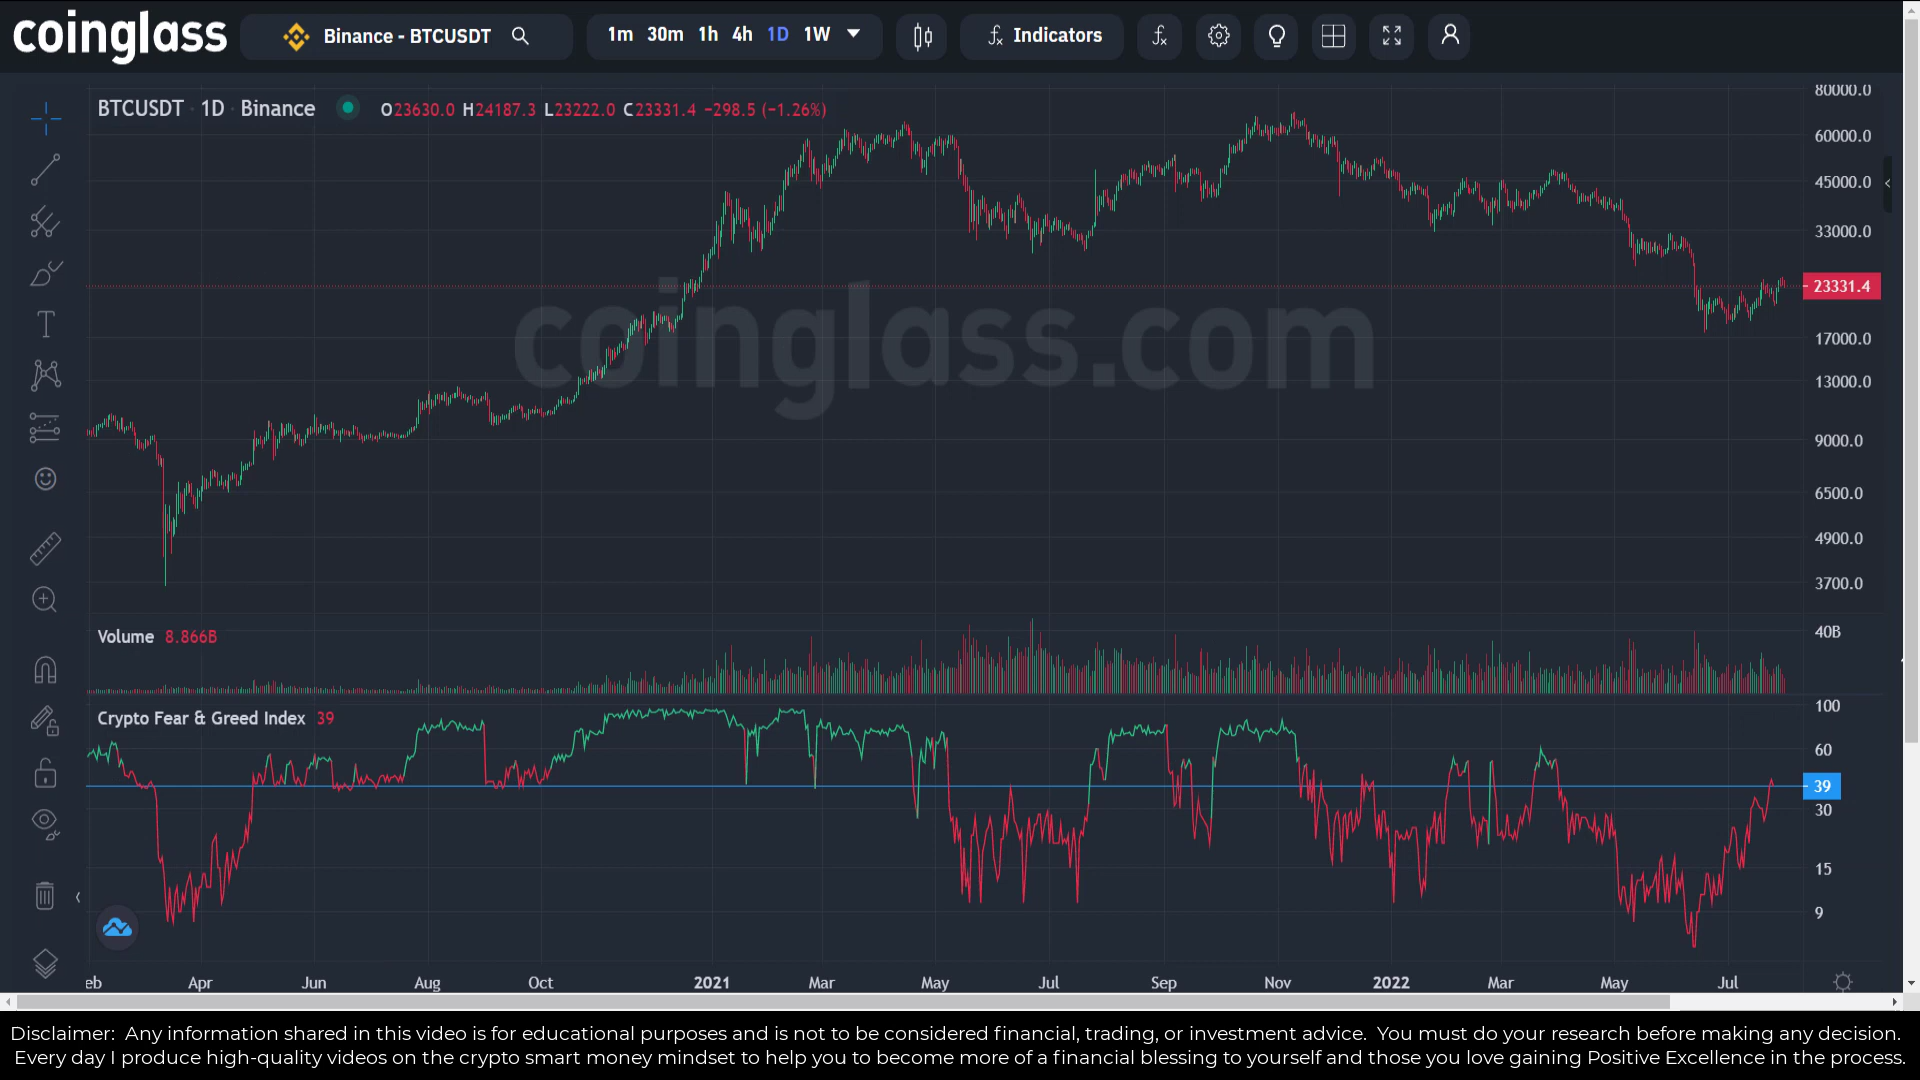 coinglass
Binance - BTCUSDT
1m 30m 1h 4h 1D 1W
Indicators
BTCUSDT · 1D · Binance O23630.0 H24187.3 L23222.0 C23331.4 −298.5 (−1.26%)
80000.0
60000.0
45000.0
33000.0
23331.4
17000.0
13000.0
9000.0
6500.0
4900.0
3700.0
coinglass.com
Volume 8.866B
40B
Crypto Fear & Greed Index 39
100
60
39
30
15
9
eb Apr Jun Aug Oct 2021 Mar May Jul Sep Nov 2022 Mar May Jul
Disclaimer: Any information shared in this video is for educational purposes and is not to be considered financial, trading, or investment advice. You must do your research before making any decision.
Every day I produce high-quality videos on the crypto smart money mindset to help you to become more of a financial blessing to yourself and those you love gaining Positive Excellence in the process.